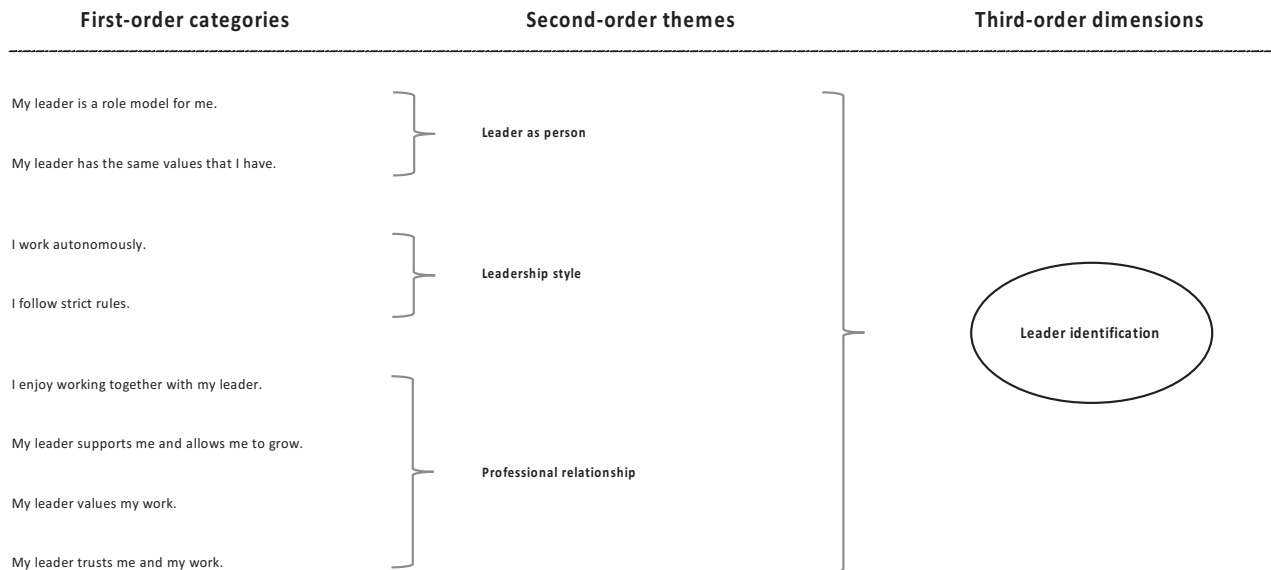 First-order categories
Second-order themes
Third-order dimensions
My leader is a role model for me.
My leader has the same values that I have.
Leader as person
I work autonomously.
I follow strict rules.
Leadership style
I enjoy working together with my leader.
My leader supports me and allows me to grow.
My leader values my work.
My leader trusts me and my work.
Professional relationship
Leader identification